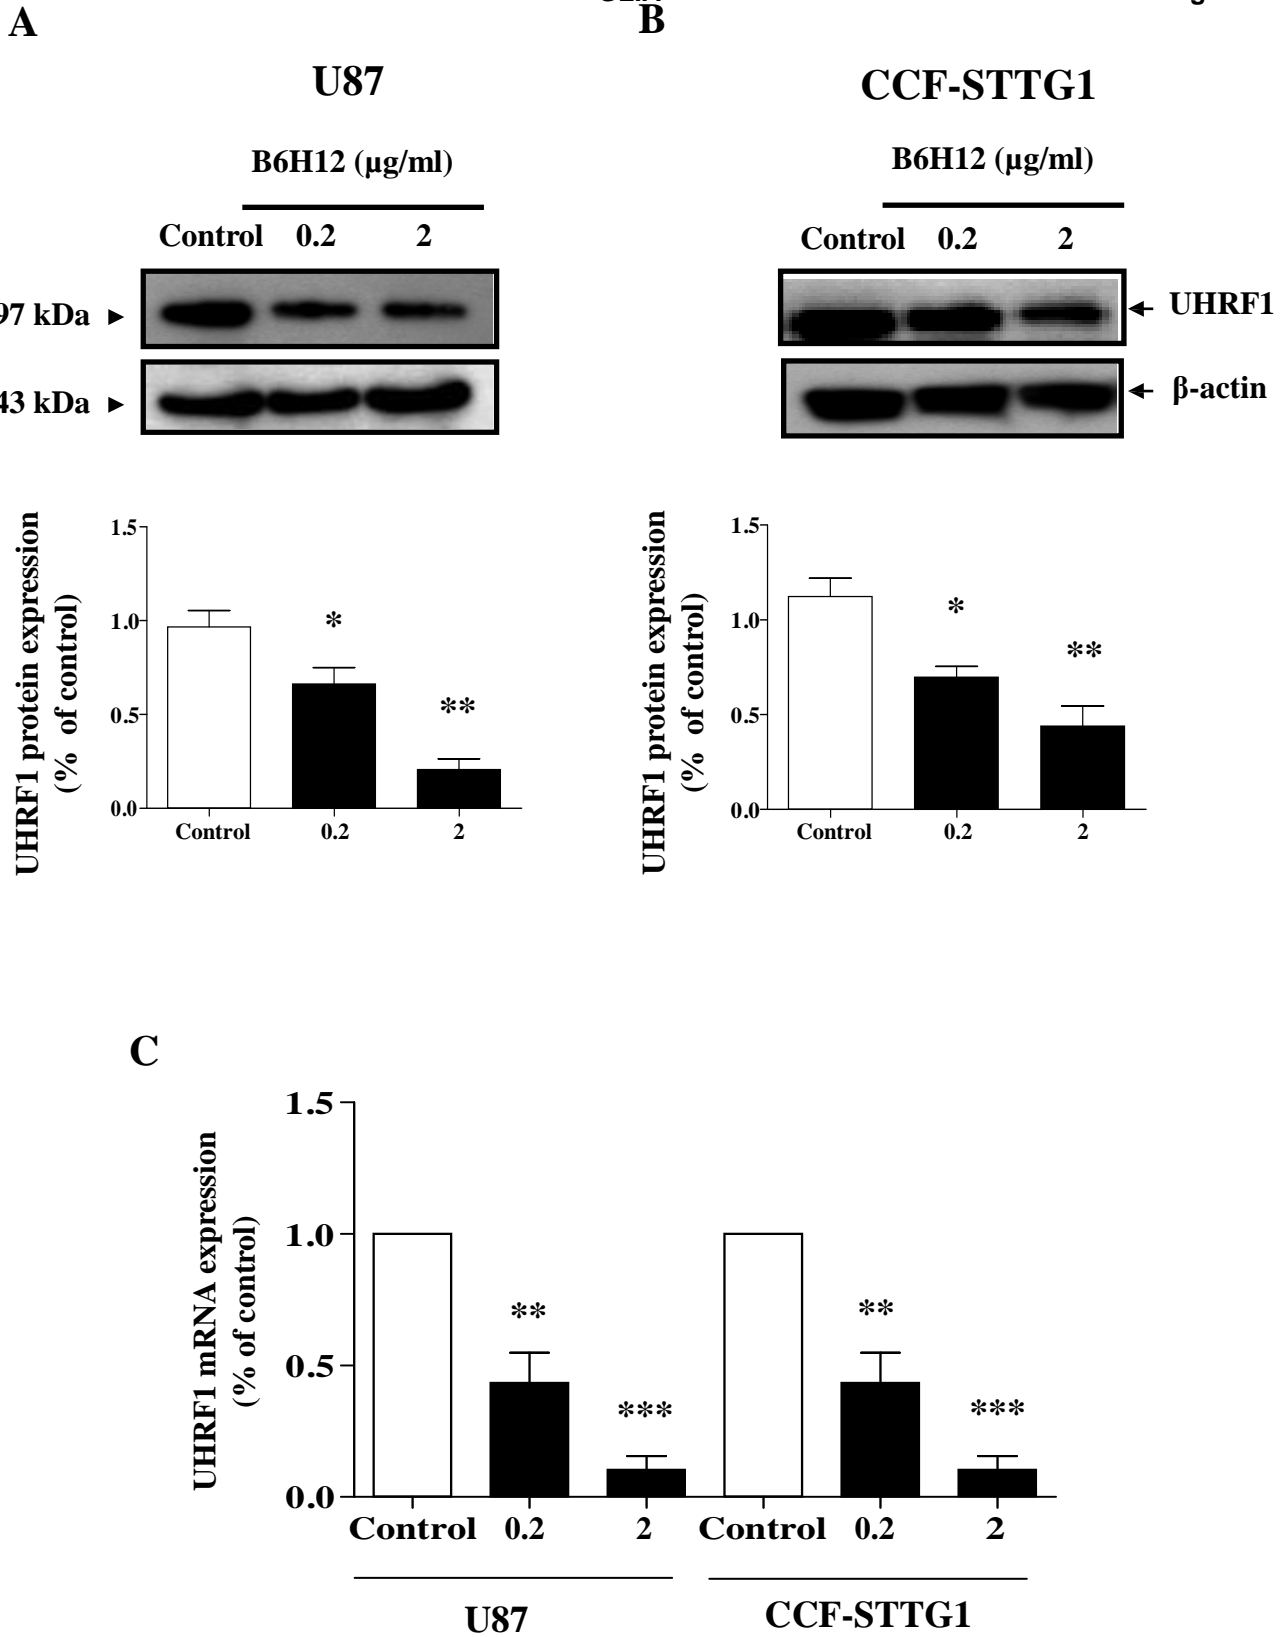 A
B
U87
CCF-STTG1
B6H12 (µg/ml)
B6H12 (µg/ml)
Control 0.2 2
Control 0.2 2
97 kDa
UHRF1
43 kDa
β-actin
UHRF1 protein expression
(% of control)
1.5
1.0
0.5
0.0
*
**
Control 0.2 2
UHRF1 protein expression
(% of control)
1.5
1.0
0.5
0.0
*
**
Control 0.2 2
C
UHRF1 mRNA expression
(% of control)
1.5
1.0
0.5
0.0
**
***
**
***
Control 0.2 2 Control 0.2 2
U87
CCF-STTG1